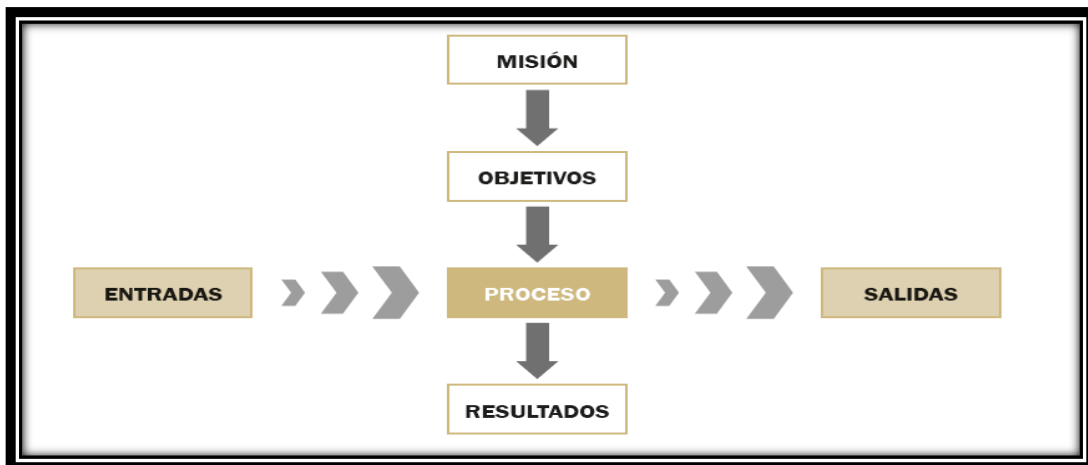 MISIÓN
OBJETIVOS
ENTRADAS
PROCESO
SALIDAS
RESULTADOS